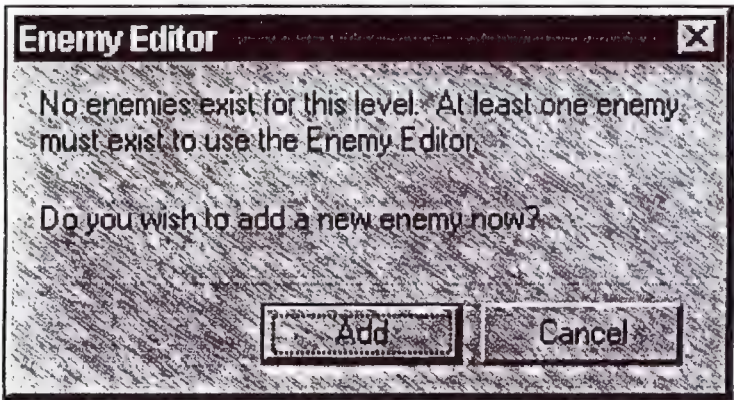 Enemy Editor
No enemies exist for this level. At least one enemy
must exist to use the Enemy Editor.
Do you wish to add a new enemy now?
Add
Cancel